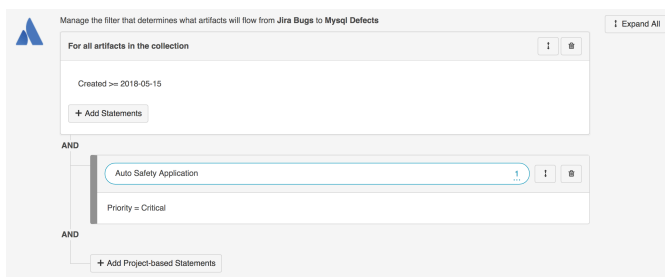 Manage the filter that determines what artifacts will flow from Jira Bugs to Mysql Defects
Expand All
For all artifacts in the collection
Created >= 2018-05-15
+ Add Statements
AND
Auto Safety Application 1
Priority = Critical
AND
+ Add Project-based Statements